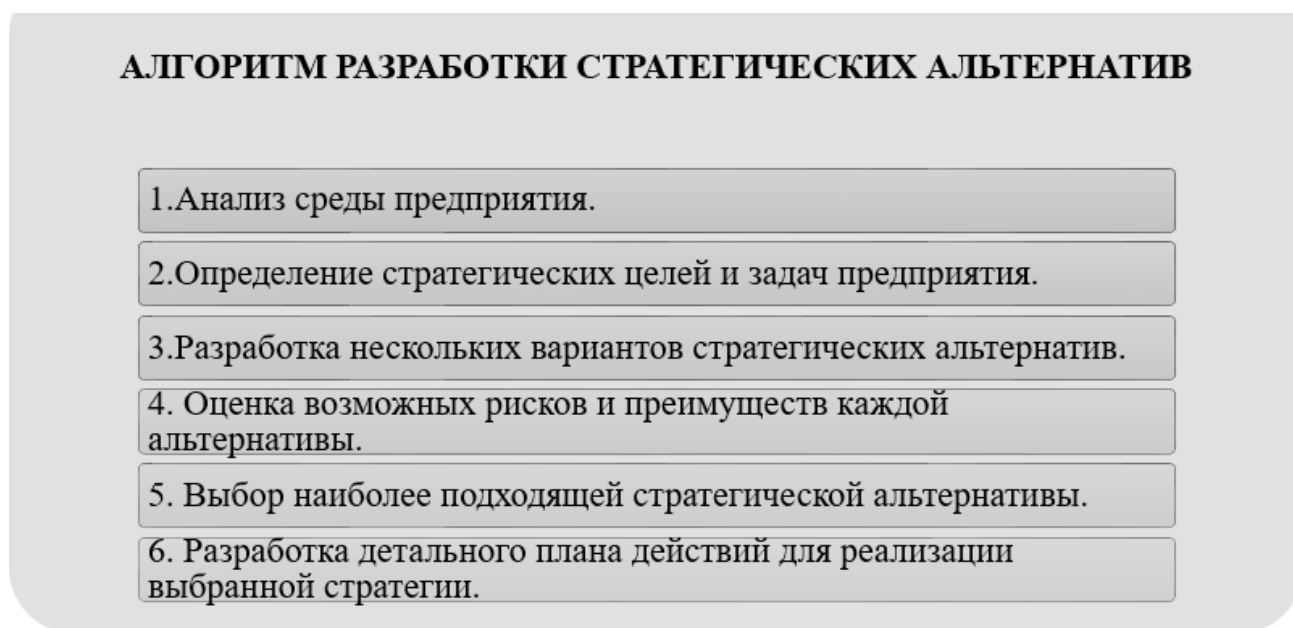 АЛГОРИТМ РАЗРАБОТКИ СТРАТЕГИЧЕСКИХ АЛЬТЕРНАТИВ
1.Анализ среды предприятия.
2.Определение стратегических целей и задач предприятия.
3.Разработка нескольких вариантов стратегических альтернатив.
4. Оценка возможных рисков и преимуществ каждой
альтернативы.
5. Выбор наиболее подходящей стратегической альтернативы.
6. Разработка детального плана действий для реализации
выбранной стратегии.